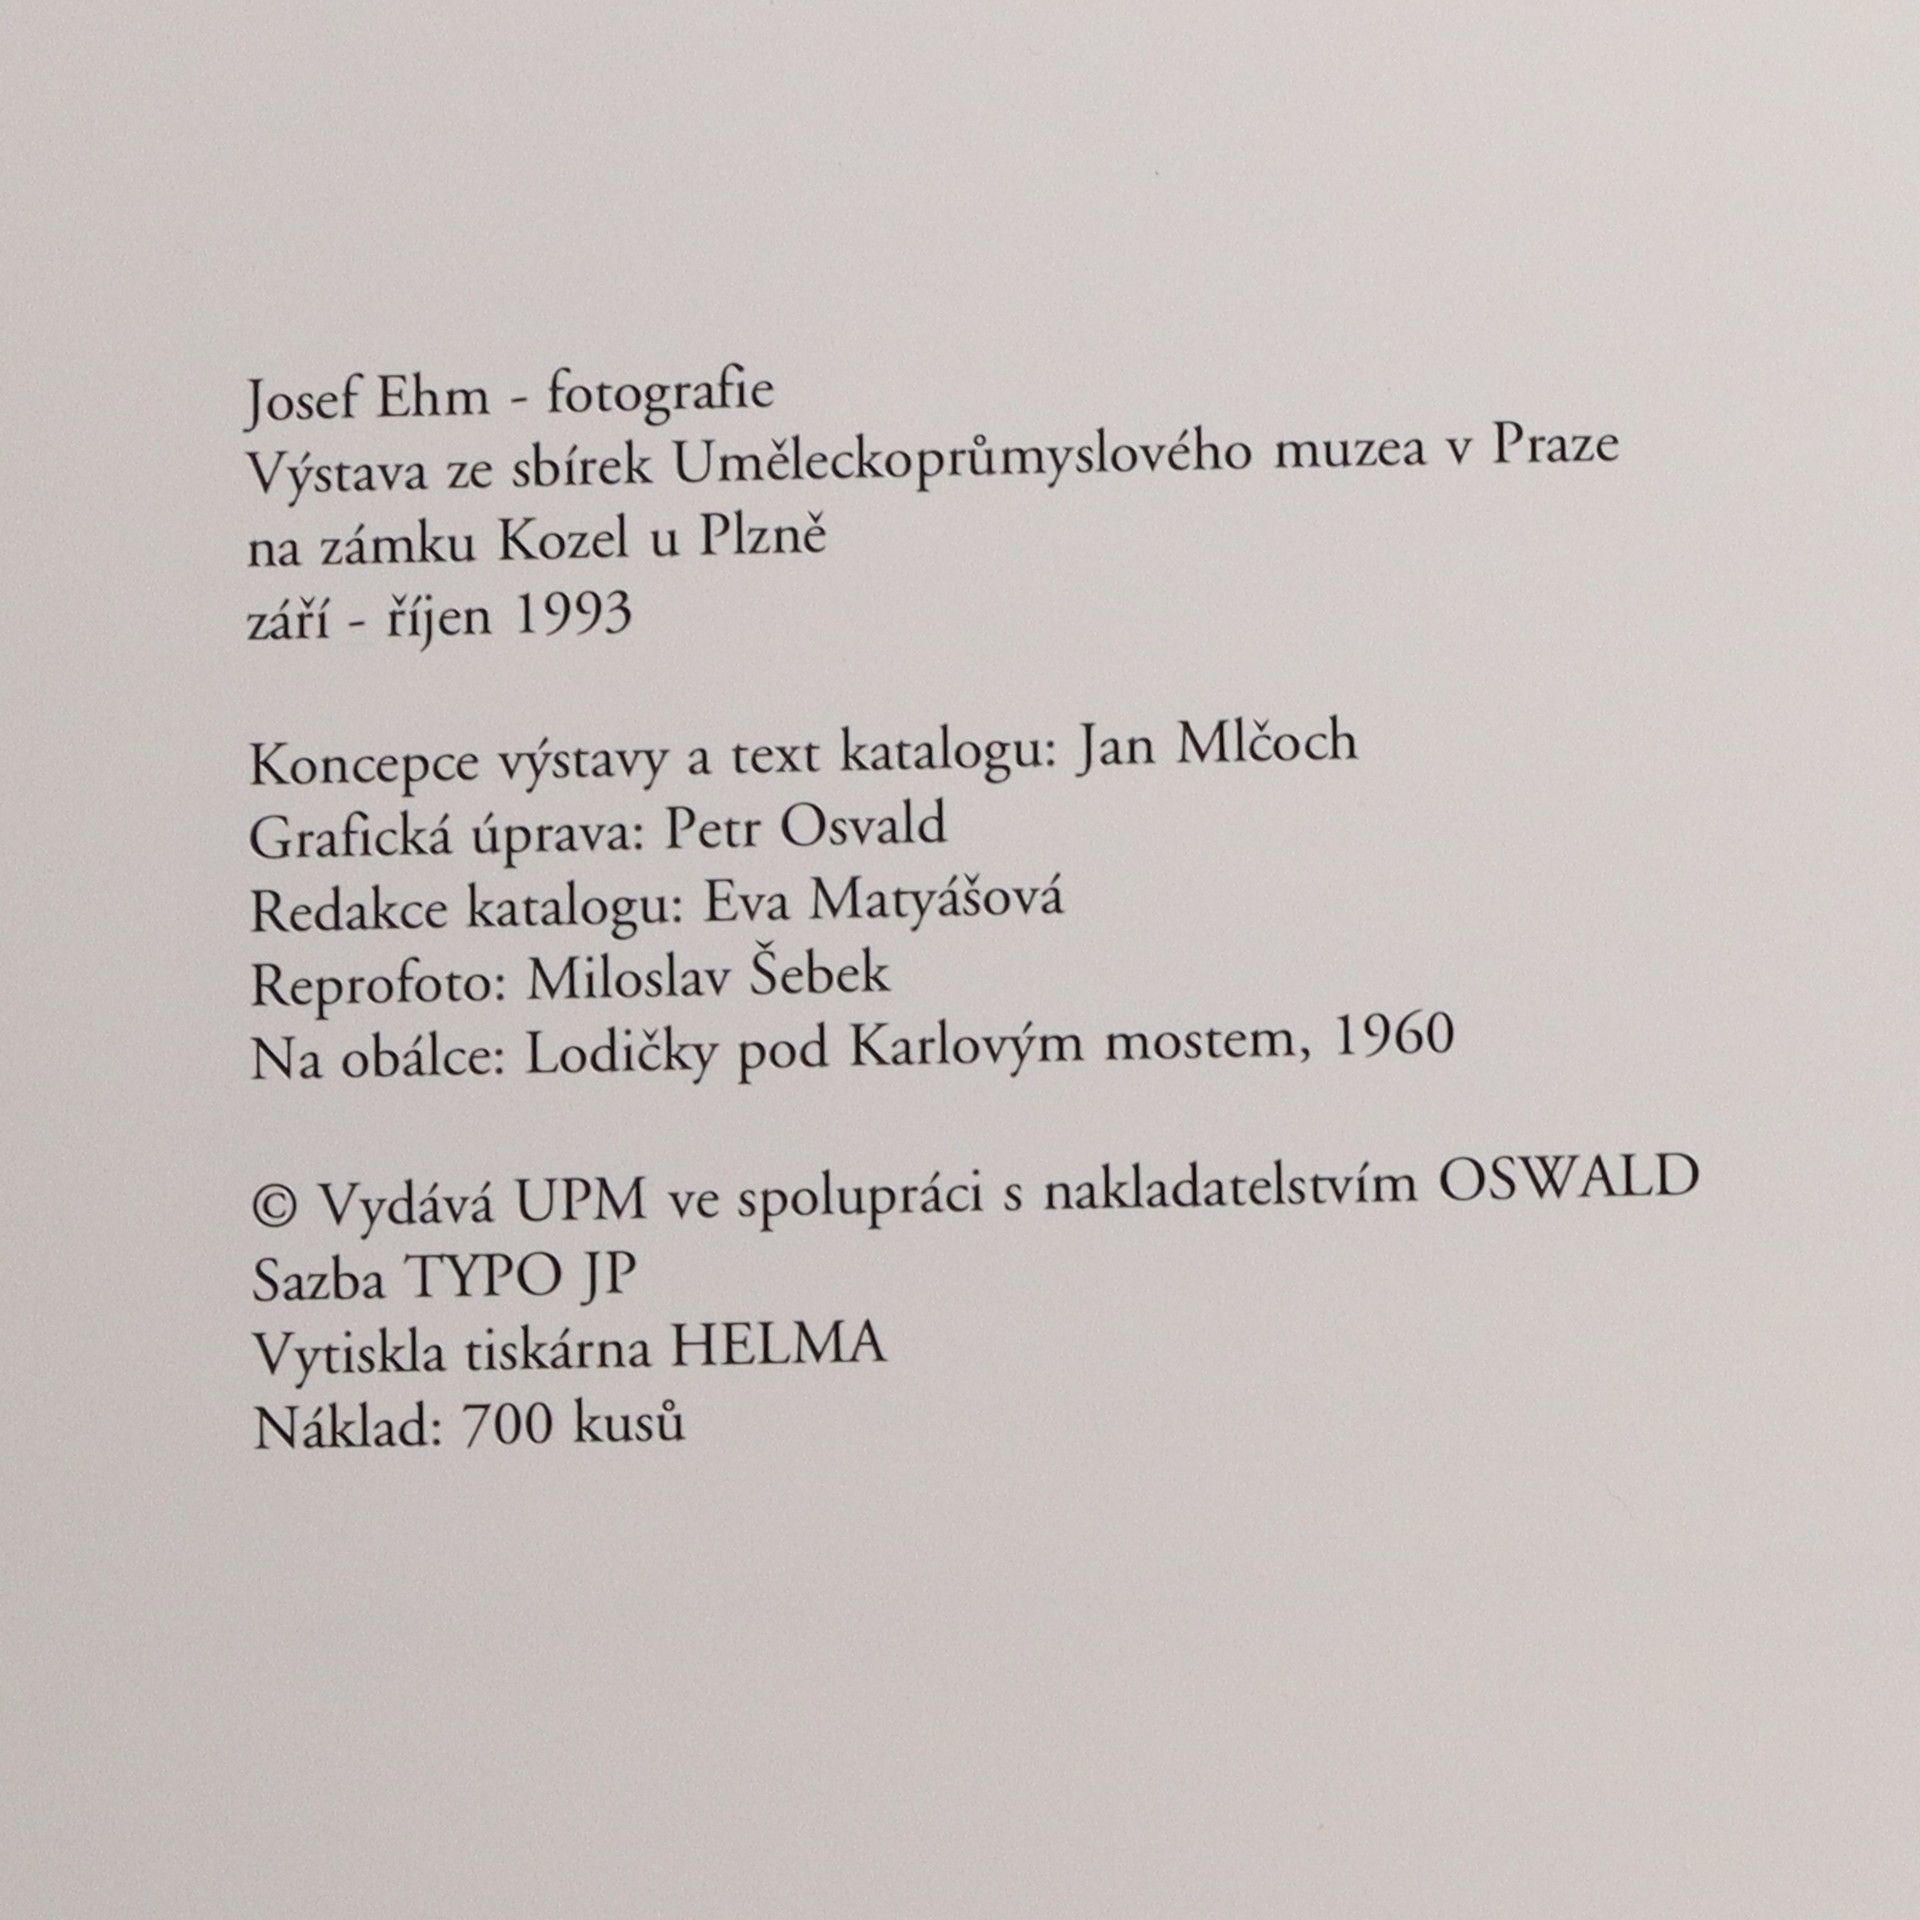 Josef Ehm - fotografie
Výstava ze sbírek Uměleckoprůmyslového muzea v Praze
na zámku Kozel u Plzně
září - říjen 1993
Koncepce výstavy a text katalogu: Jan Mlčoch
Grafická úprava: Petr Osvald
Redakce katalogu: Eva Matyášová
Reprofoto: Miloslav Šebek
Na obálce: Lodičky pod Karlovým mostem, 1960
© Vydává UPM ve spolupráci s nakladatelstvím OSWALD
Sazba TYPO JP
Vytiskla tiskárna HELMA
Náklad: 700 kusů